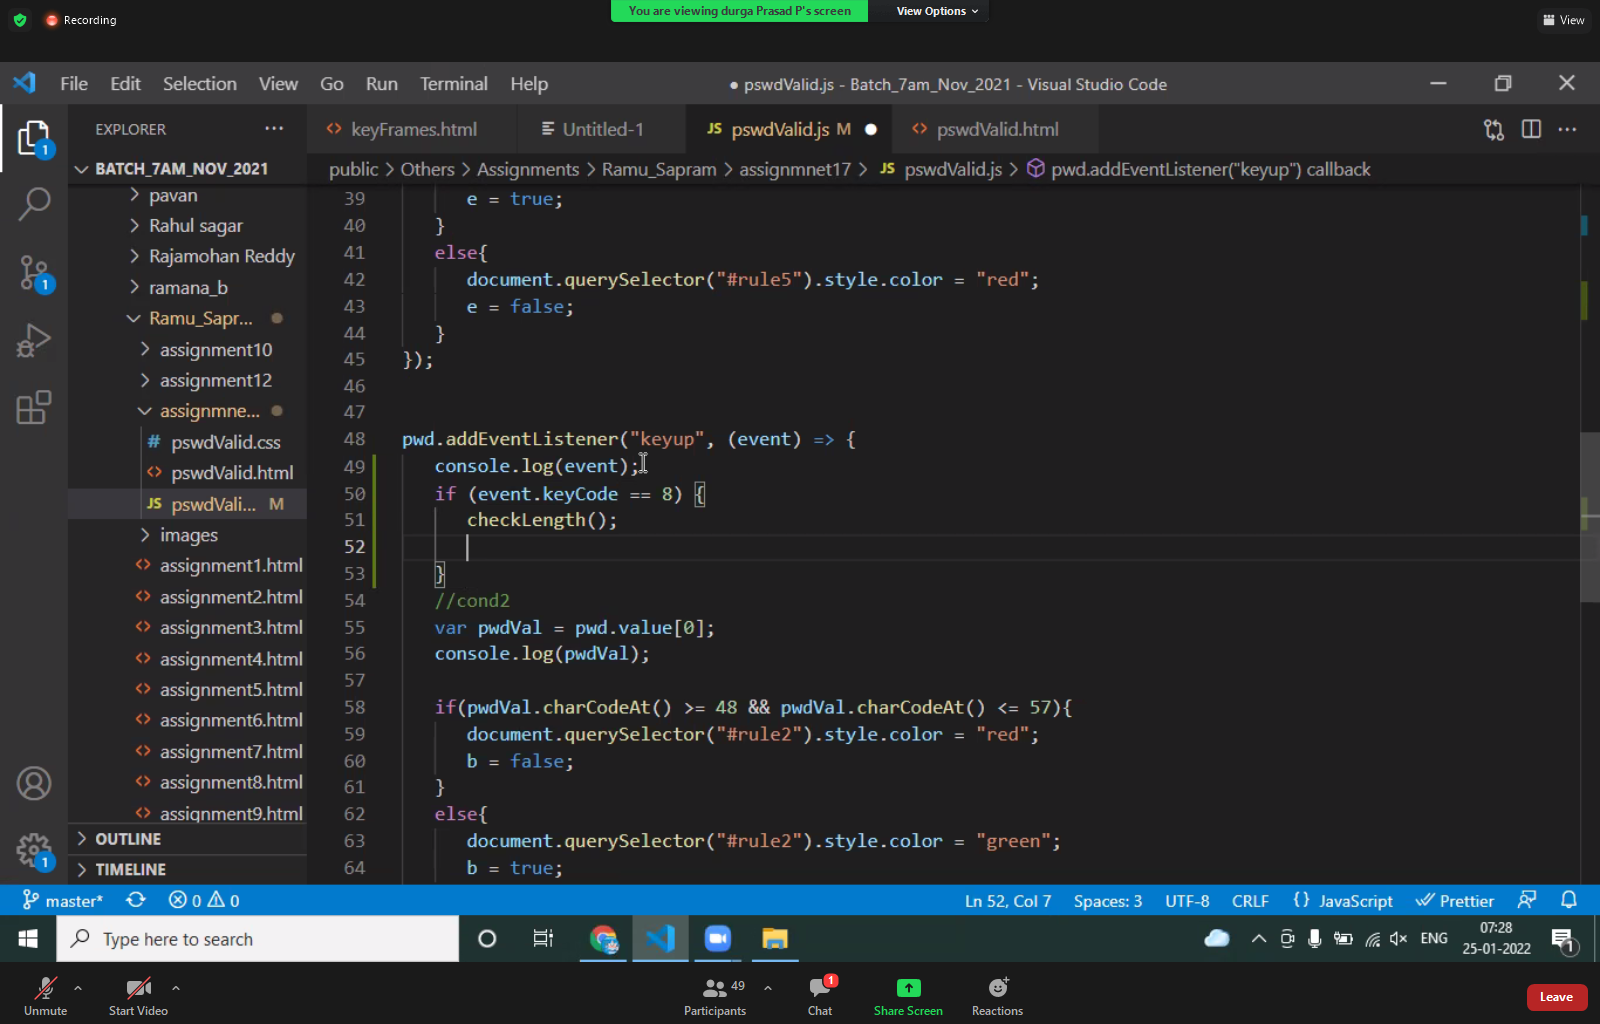 Recording
You are viewing durga Prasad P's screen
View Options
View
File Edit Selection View Go Run Terminal Help
● pswdValid.js - Batch_7am_Nov_2021 - Visual Studio Code
EXPLORER
keyFrames.html
Untitled-1
JS pswdValid.js M
pswdValid.html
BATCH_7AM_NOV_2021
public > Others > Assignments > Ramu_Sapram > assignmnet17 > JS pswdValid.js > pwd.addEventListener("keyup") callback
pavan
Rahul sagar
Rajamohan Reddy
ramana_b
Ramu_Sapr...
assignment10
assignment12
assignmne...
# pswdValid.css
pswdValid.html
JS pswdVali... M
images
assignment1.html
assignment2.html
assignment3.html
assignment4.html
assignment5.html
assignment6.html
assignment7.html
assignment8.html
assignment9.html
OUTLINE
TIMELINE
1
1
1
39 e = true;
40 }
41 else{
42 document.querySelector("#rule5").style.color = "red";
43 e = false;
44 }
45 });
46
47
48 pwd.addEventListener("keyup", (event) => {
49 console.log(event);
50 if (event.keyCode == 8) {
51 checkLength();
52
53 }
54 //cond2
55 var pwdVal = pwd.value[0];
56 console.log(pwdVal);
57
58 if(pwdVal.charCodeAt() >= 48 && pwdVal.charCodeAt() <= 57){
59 document.querySelector("#rule2").style.color = "red";
60 b = false;
61 }
62 else{
63 document.querySelector("#rule2").style.color = "green";
64 b = true;
master* 0 0
Ln 52, Col 7 Spaces: 3 UTF-8 CRLF {} JavaScript Prettier
Type here to search
ENG
07:28
25-01-2022
1
Unmute
Start Video
49
Participants
1
Chat
Share Screen
Reactions
Leave